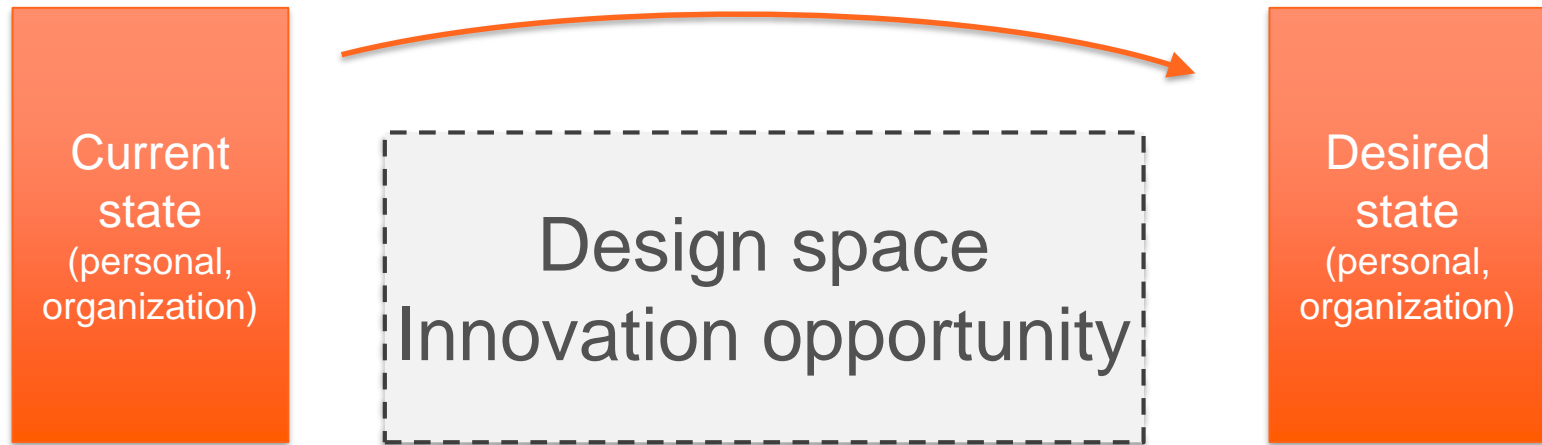 Current
state
(personal,
organization)
Design space
Innovation opportunity
Desired
state
(personal,
organization)